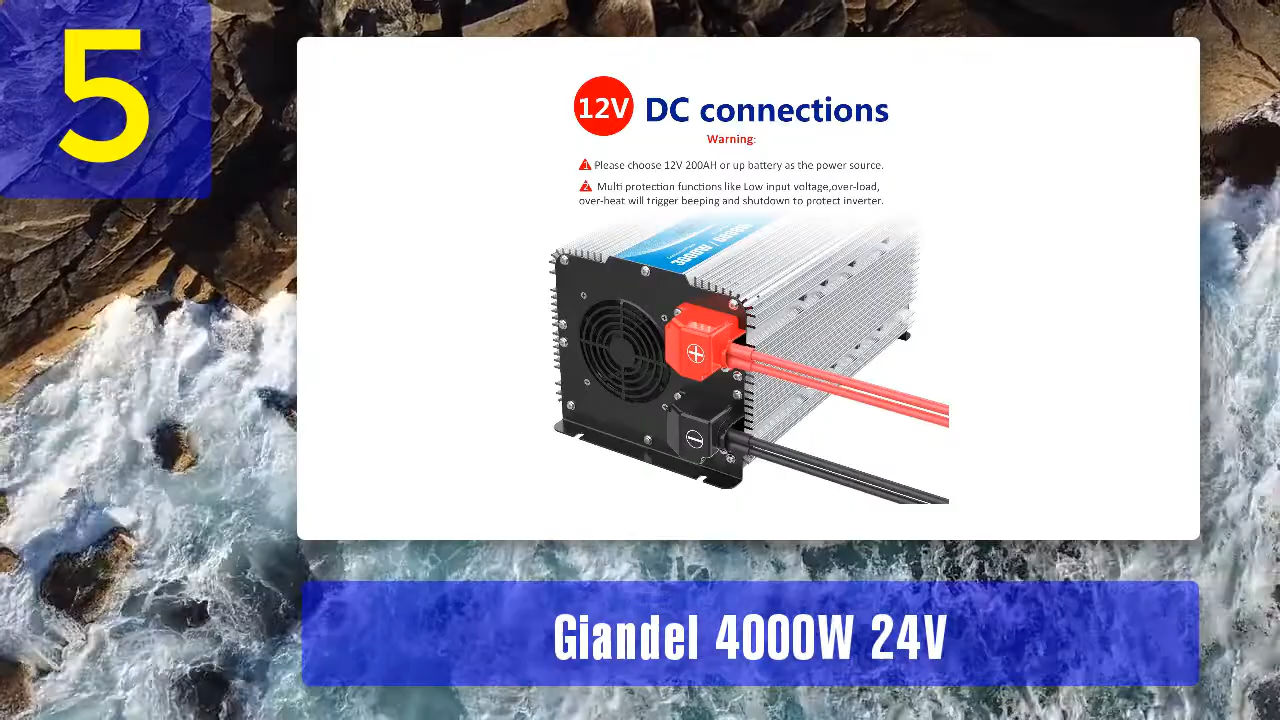 5
12V DC connections
Warning:
1 Please choose 12V 200AH or up battery as the power source.
2 Multi protection functions like Low input voltage,over-load,
over-heat will trigger beeping and shutdown to protect inverter.
+
−
Giandel 4000W 24V